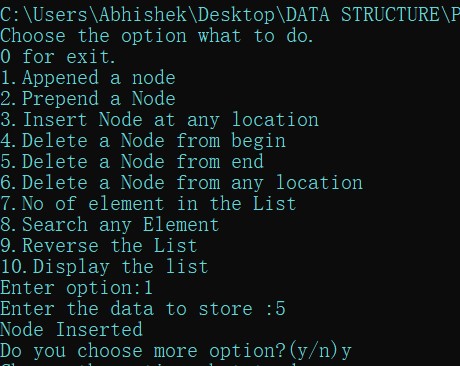 C:\Users\Abhishek\Desktop\DATA STRUCTURE\P
Choose the option what to do.
0 for exit.
1.Appened a node
2.Prepend a Node
3.Insert Node at any location
4.Delete a Node from begin
5.Delete a Node from end
6.Delete a Node from any location
7.No of element in the List
8.Search any Element
9.Reverse the List
10.Display the list
Enter option:1
Enter the data to store :5
Node Inserted
Do you choose more option?(y/n)y